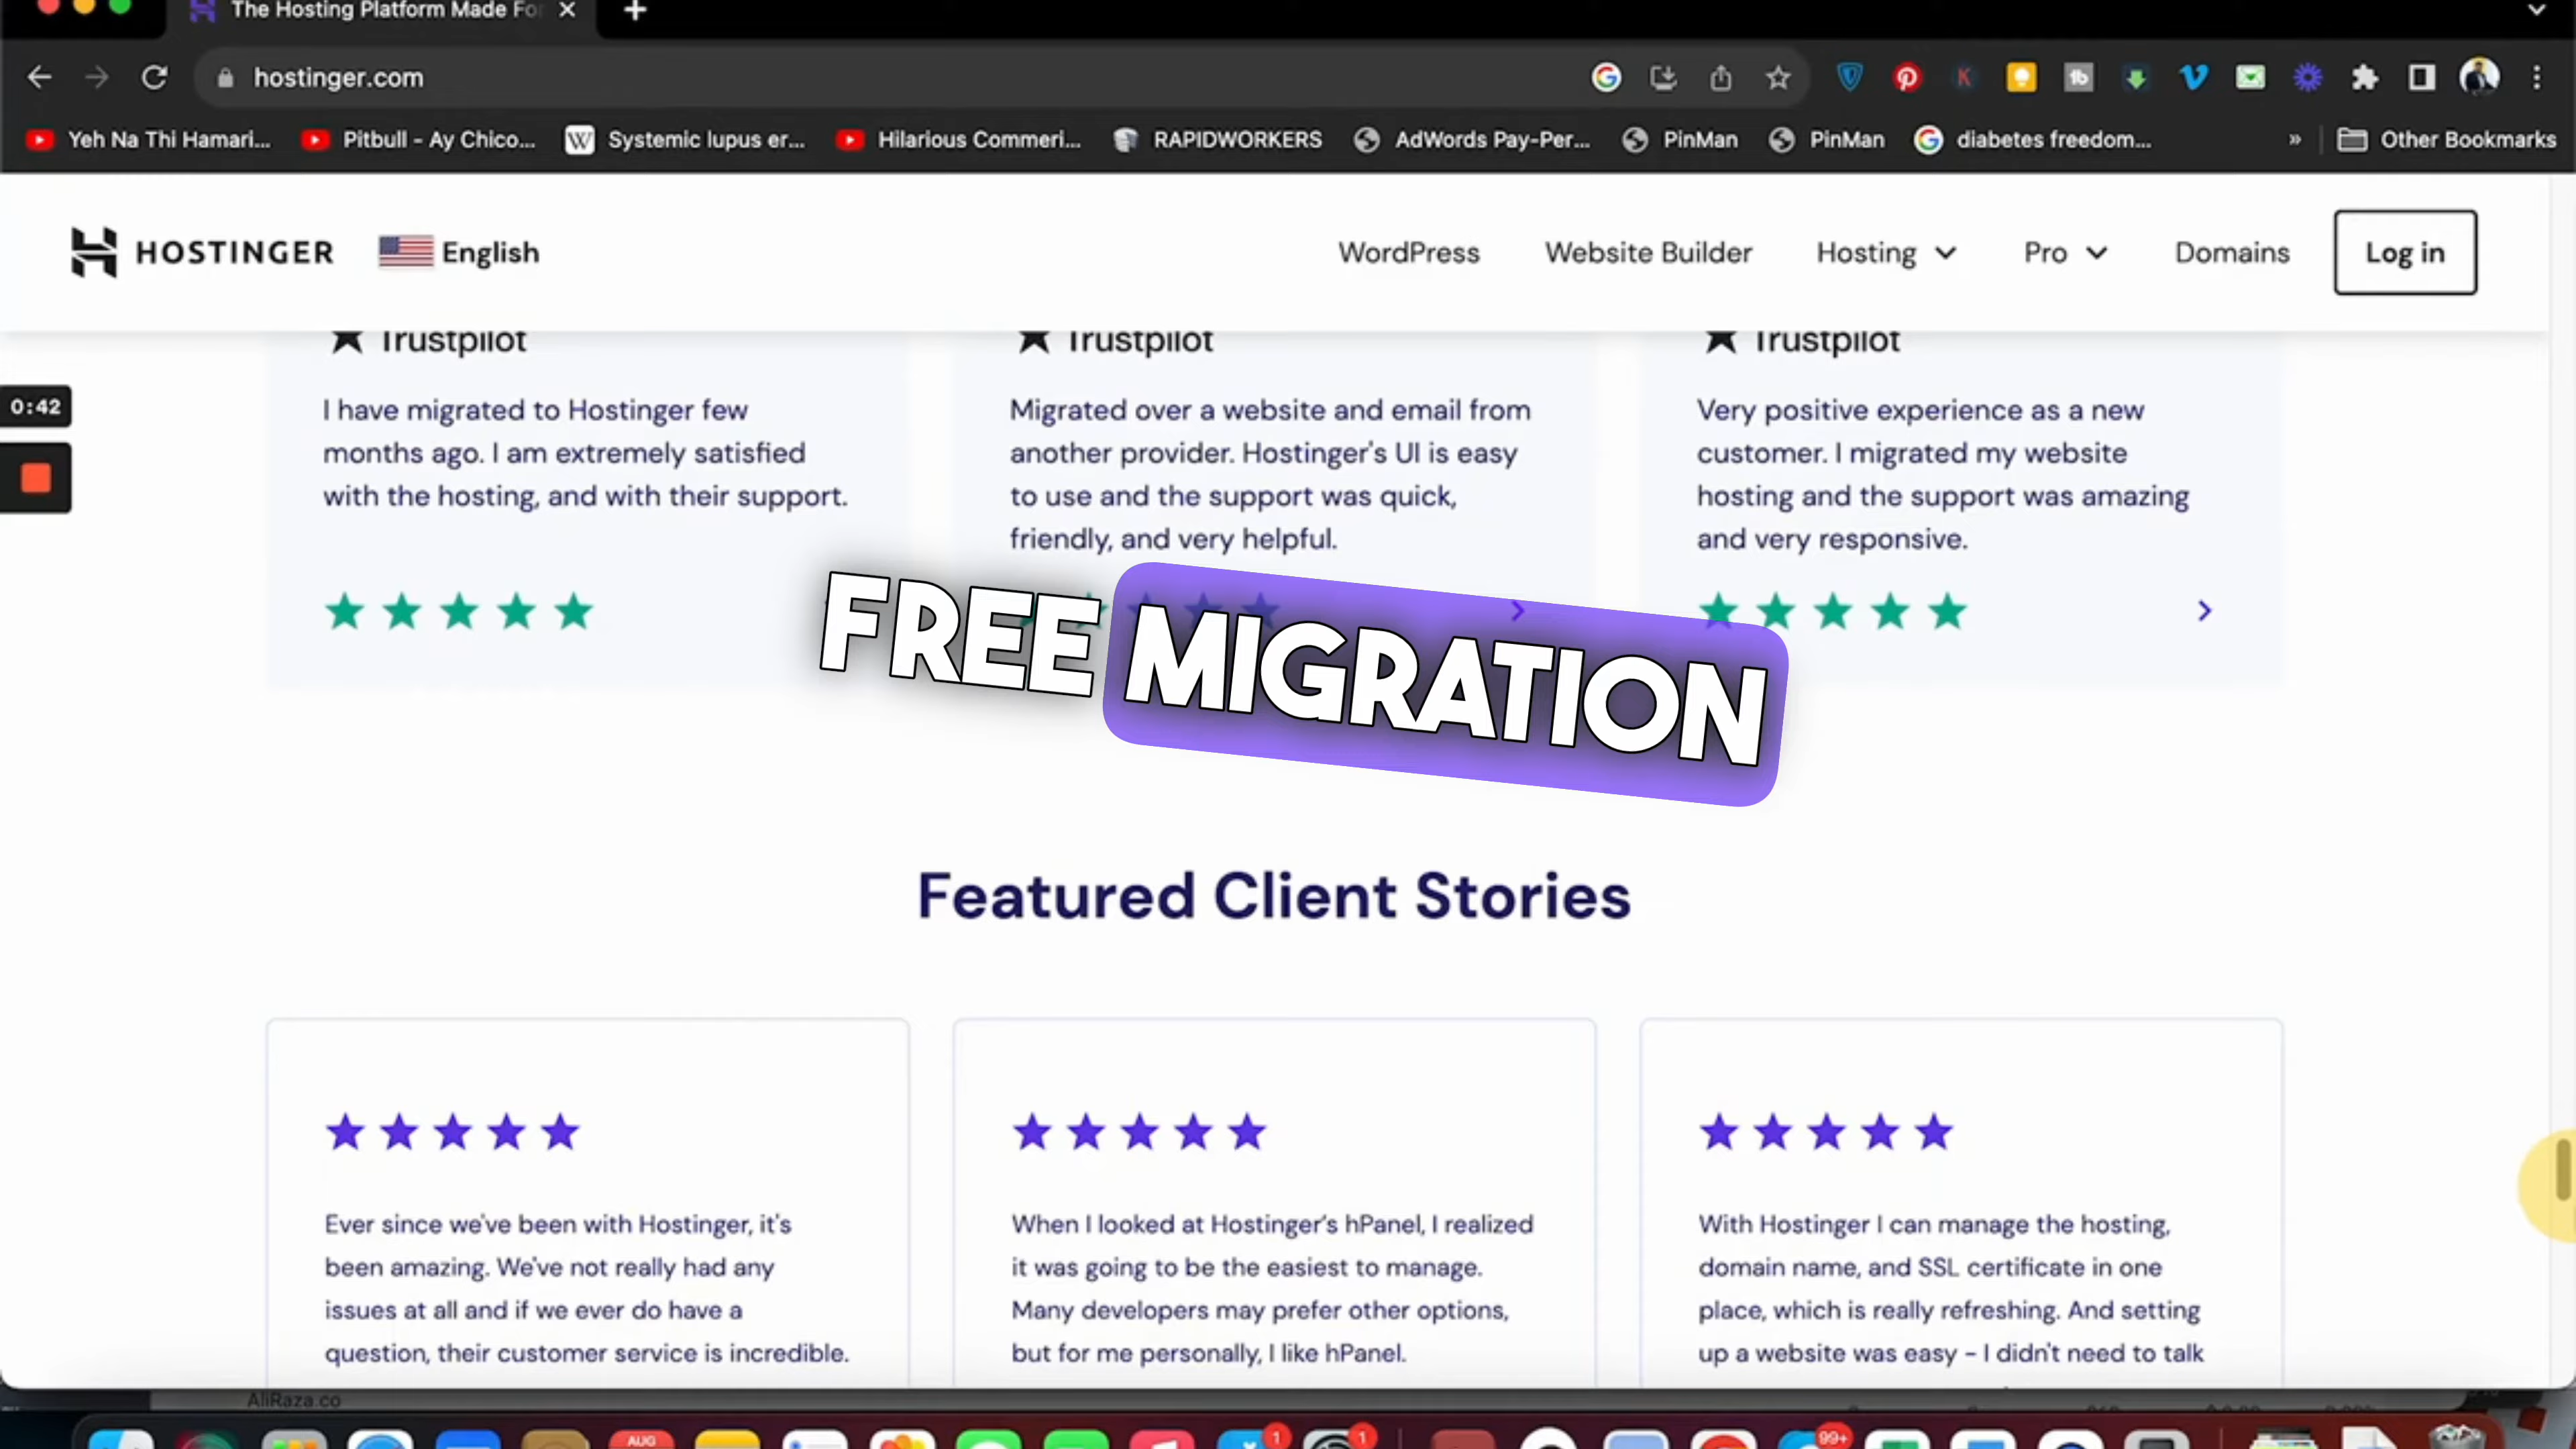 The Hosting Platform Made For
hostinger.com
Yeh Na Thi Hamari...
Pitbull - Ay Chico...
Systemic lupus er...
Hilarious Commeri...
RAPIDWORKERS
AdWords Pay-Per...
PinMan
PinMan
diabetes freedom...
Other Bookmarks
HOSTINGER
English
WordPress
Website Builder
Hosting
Pro
Domains
Log in
0:42
Trustpilot
I have migrated to Hostinger few
months ago. I am extremely satisfied
with the hosting, and with their support.
Trustpilot
Migrated over a website and email from
another provider. Hostinger's UI is easy
to use and the support was quick,
friendly, and very helpful.
Trustpilot
Very positive experience as a new
customer. I migrated my website
hosting and the support was amazing
and very responsive.
FREE MIGRATION
Featured Client Stories
Ever since we've been with Hostinger, it's
been amazing. We've not really had any
issues at all and if we ever do have a
question, their customer service is incredible.
When I looked at Hostinger's hPanel, I realized
it was going to be the easiest to manage.
Many developers may prefer other options,
but for me personally, I like hPanel.
With Hostinger I can manage the hosting,
domain name, and SSL certificate in one
place, which is really refreshing. And setting
up a website was easy – I didn't need to talk
AliRaza.co
AUG
1
1
99+